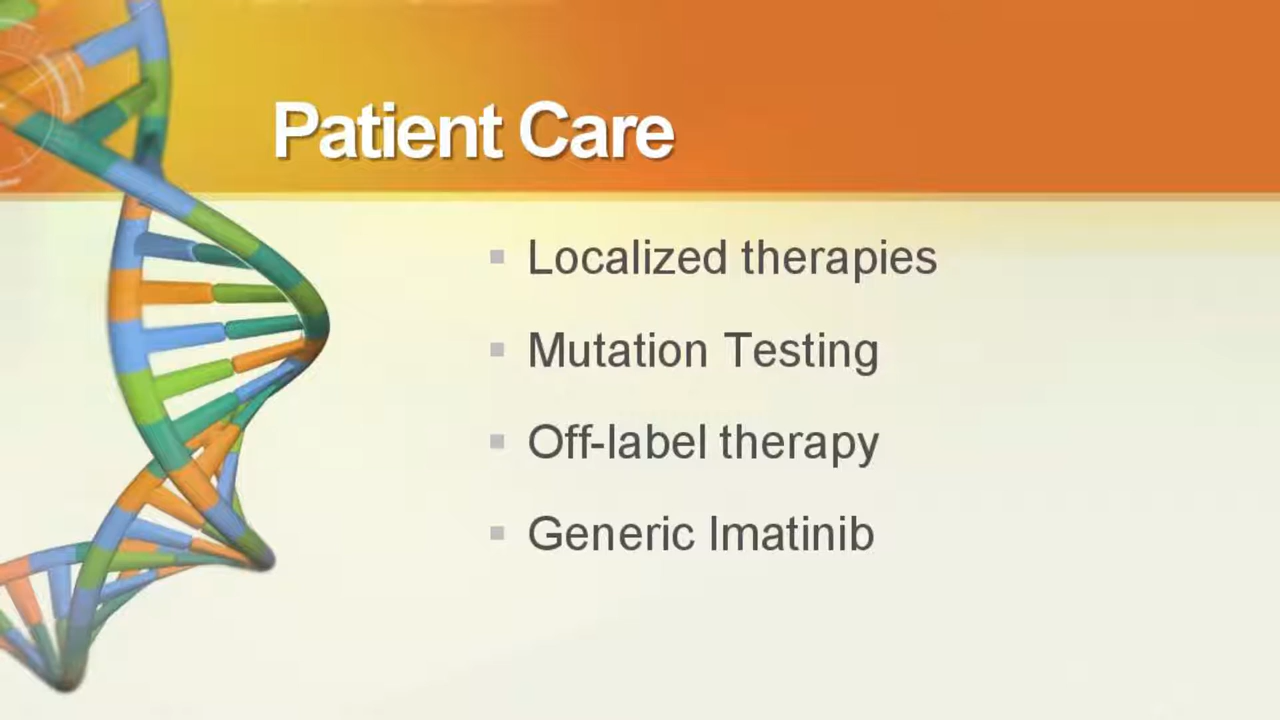 Patient Care
Localized therapies
Mutation Testing
Off-label therapy
Generic Imatinib